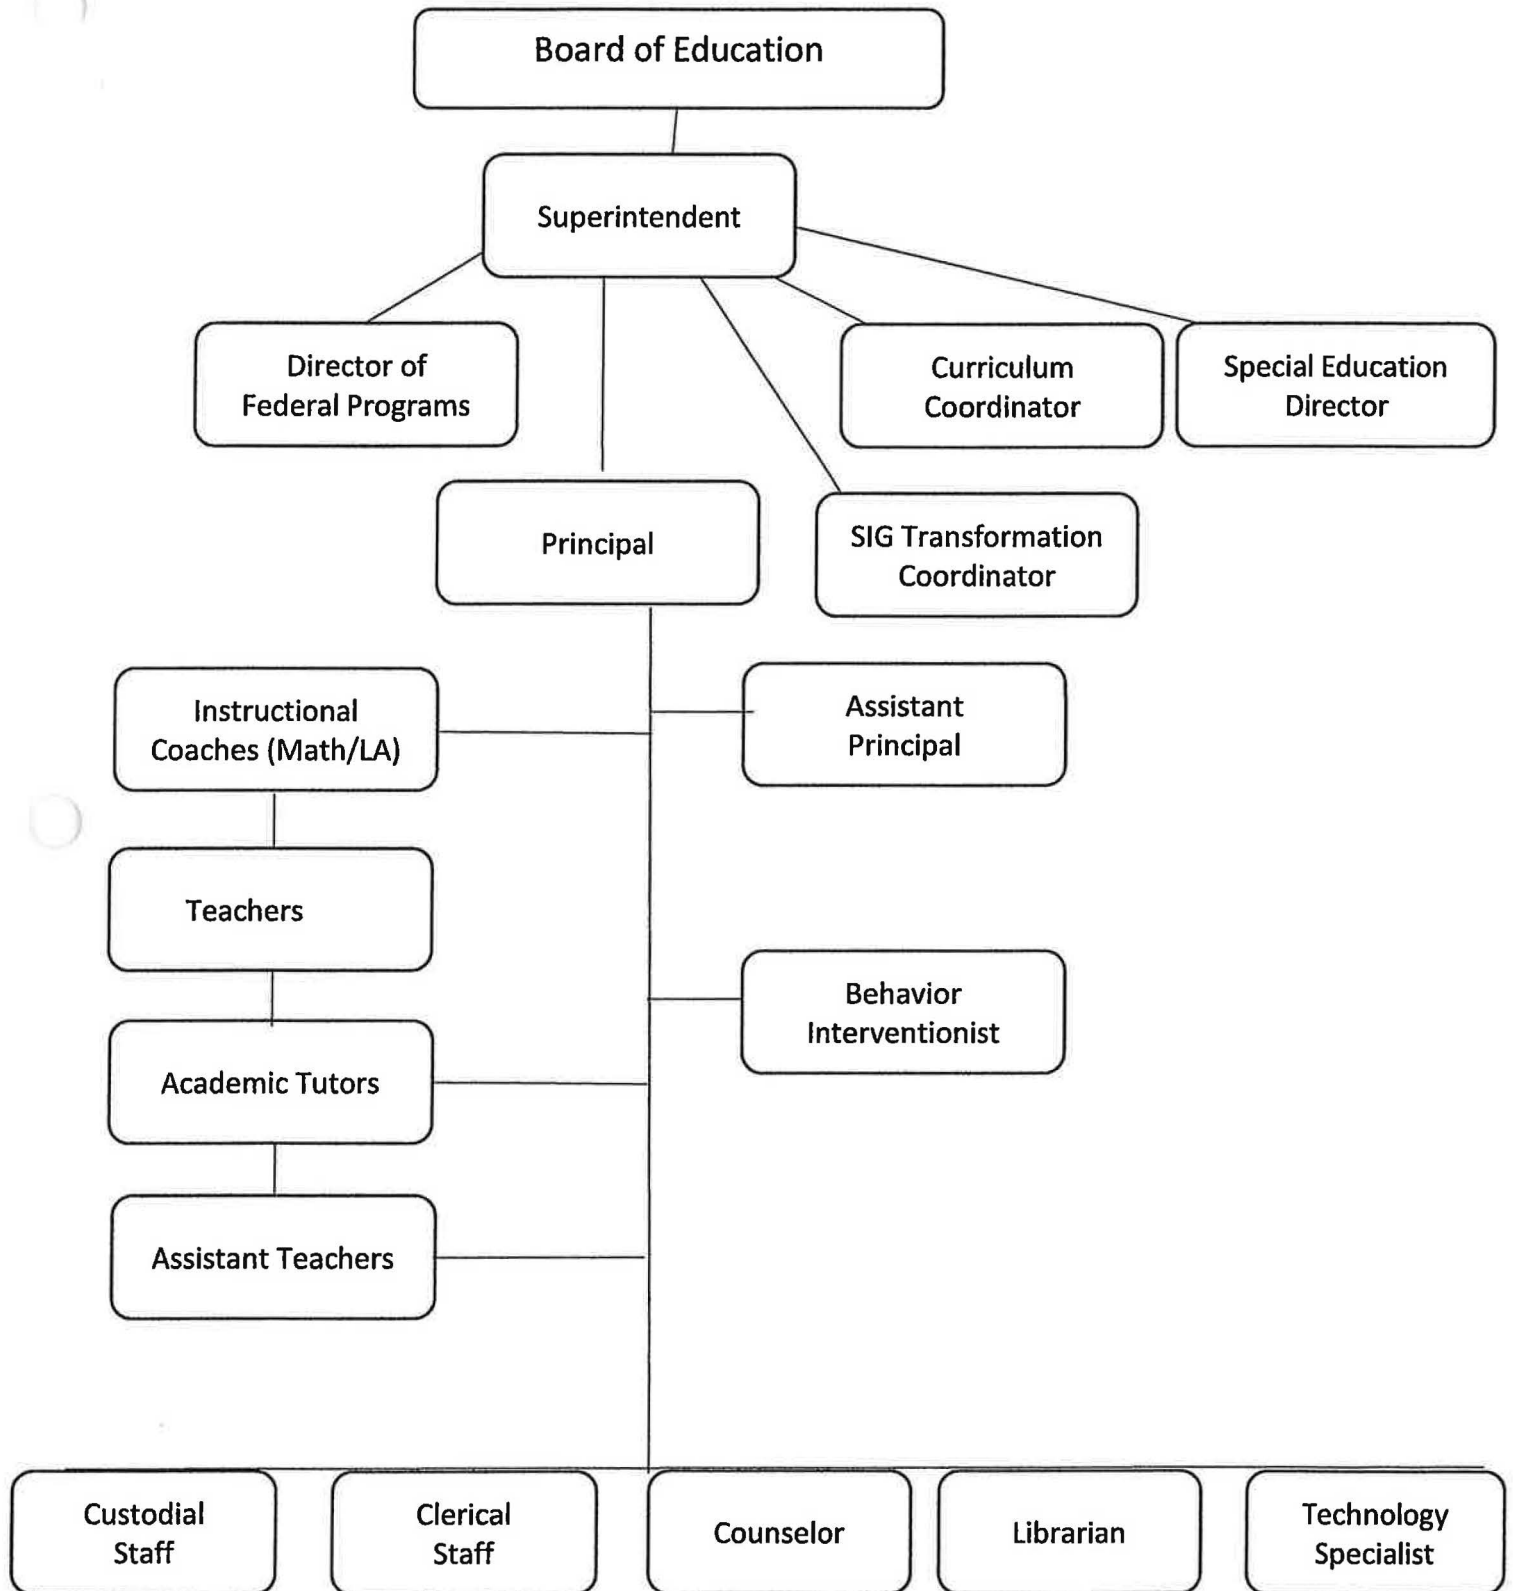 Board of Education
Superintendent
Director of
Federal Programs
Curriculum
Coordinator
Special Education
Director
Principal
SIG Transformation
Coordinator
Instructional
Coaches (Math/LA)
Assistant
Principal
Teachers
Behavior
Interventionist
Academic Tutors
Assistant Teachers
Custodial
Staff
Clerical
Staff
Counselor
Librarian
Technology
Specialist